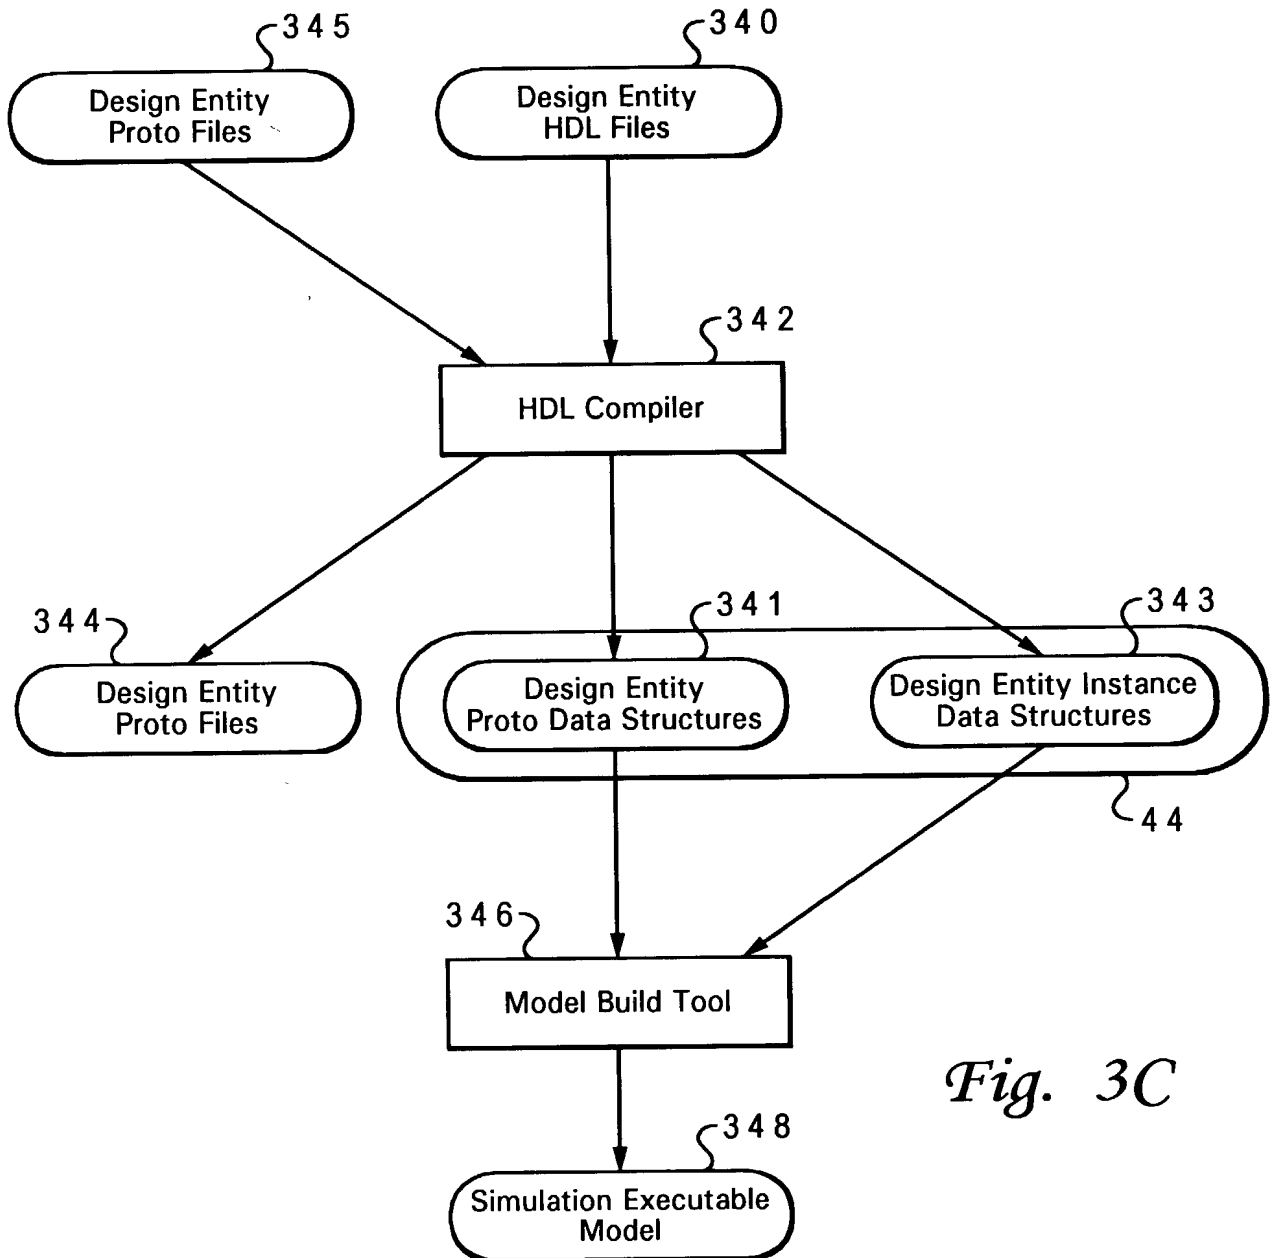 345
340
Design Entity
Proto Files
Design Entity
HDL Files
342
HDL Compiler
344
341
343
Design Entity
Proto Files
Design Entity
Proto Data Structures
Design Entity Instance
Data Structures
44
346
Model Build Tool
Fig. 3C
348
Simulation Executable
Model